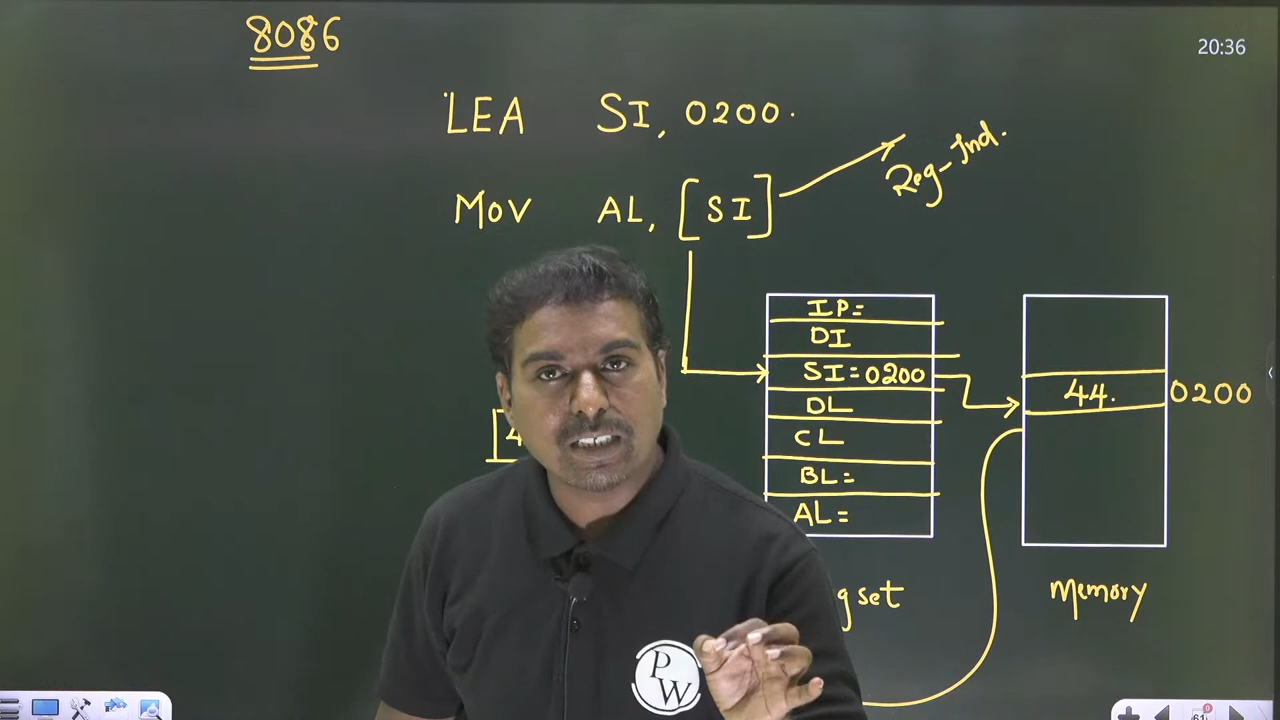 8086
20:36
LEA SI, 0200.
MOV AL, [SI]
Reg-Ind.
IP=
DI
SI=0200
44.
0200
DL
CL
BL=
AL=
g set
Memory
PW